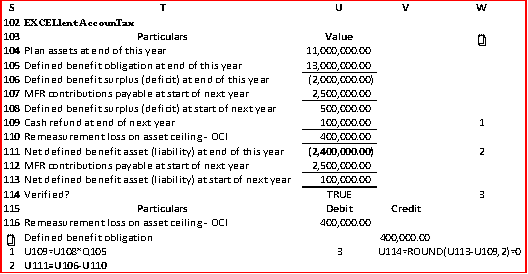 S T U V W
102 EXCELlentAccounTax
103 Particulars Value
104 Plan assets at end of this year 11,000,000.00
105 Defined benefit obligation at end of this year 13,000,000.00
106 Defined benefit surplus (deficit) at end of this year (2,000,000.00)
107 MFR contributions payable at start of next year 2,500,000.00
108 Defined benefit surplus (deficit) at start of next year 500,000.00
109 Cash refund at end of next year 100,000.00 1
110 Remeasurement loss on asset ceiling - OCI 400,000.00
111 Net defined benefit asset (liability) at end of this year (2,400,000.00) 2
112 MFR contributions payable at start of next year 2,500,000.00
113 Net defined benefit asset (liability) at start of next year 100,000.00
114 Verified? TRUE 3
115 Particulars Debit Credit
116 Remeasurement loss on asset ceiling - OCI 400,000.00
Defined benefit obligation 400,000.00
1 U109=U108*Q105 3 U114=ROUND(U113-U109,2)=0
2 U111=U106-U110